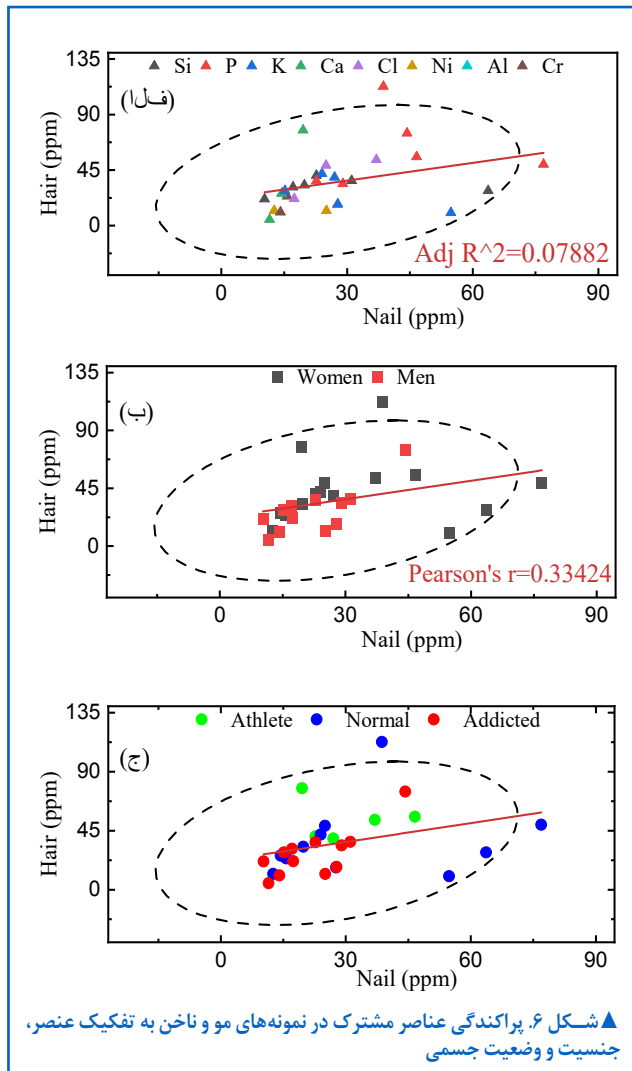 Si P K Ca Cl Ni Al Cr
(الف)
135
90
45
0
Hair (ppm)
Adj R^2=0.07882
0 30 60 90
Nail (ppm)
Women Men
(ب)
135
90
45
0
Hair (ppm)
Pearson's r=0.33424
0 30 60 90
Nail (ppm)
Athlete Normal Addicted
(ج)
135
90
45
0
Hair (ppm)
0 30 60 90
Nail (ppm)
▲شکل ۶. پراکندگی عناصر مشترک در نمونه‌های مو و ناخن به تفکیک عنصر،
جنسیت و وضعیت جسمی